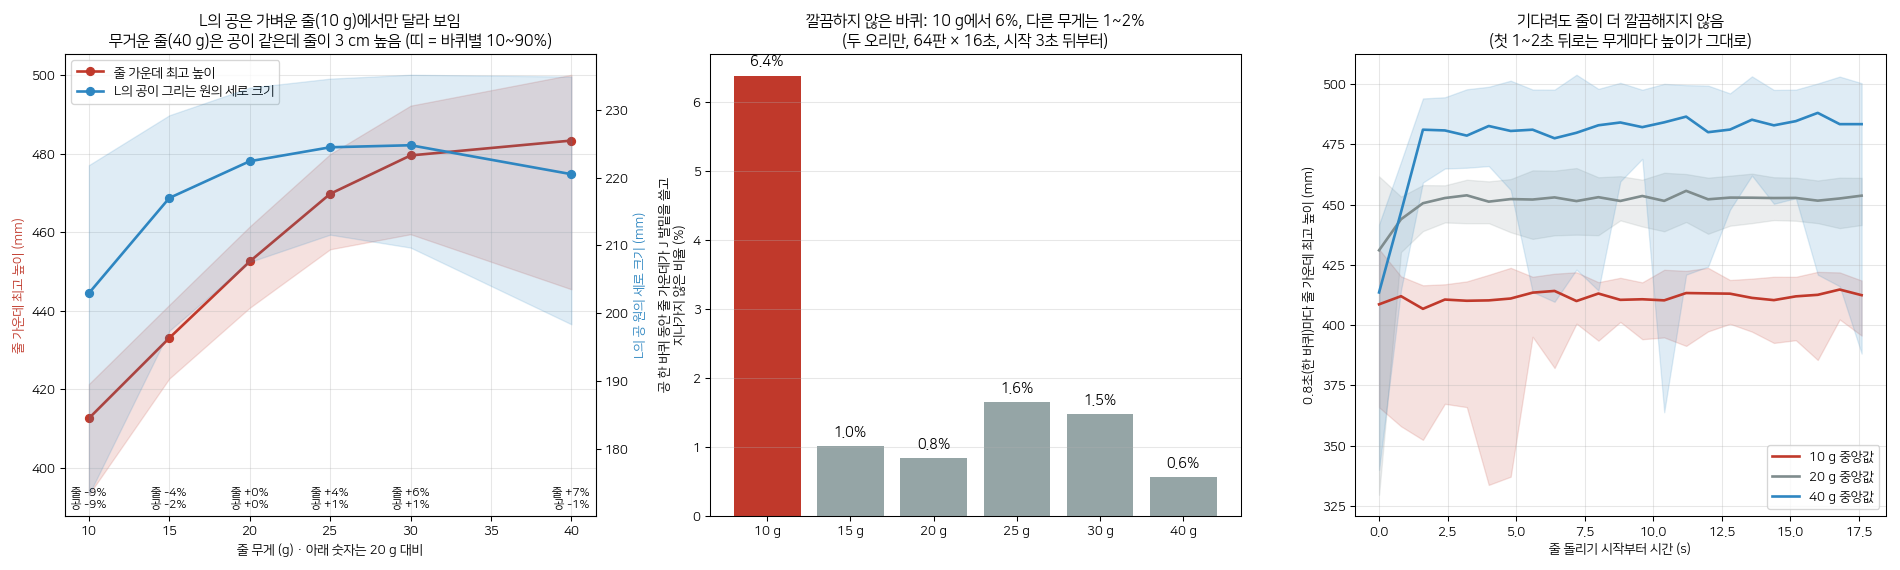 L의 공은 가벼운 줄(10 g)에서만 달라 보임
무거운 줄(40 g)은 공이 같은데 줄이 3 cm 높음 (띠 = 바퀴별 10~90%)
줄 가운데 최고 높이
L의 공이 그리는 원의 세로 크기
줄 가운데 최고 높이 (mm)
500
480
460
440
420
400
230
220
210
200
190
180
L의 공 원의 세로 크기 (mm)
줄 -9%
공 -9%
줄 -4%
공 -2%
줄 +0%
공 +0%
줄 +4%
공 +1%
줄 +6%
공 +1%
줄 +7%
공 -1%
10
15
20
25
30
35
40
줄 무게 (g) · 아래 숫자는 20 g 대비
깔끔하지 않은 바퀴: 10 g에서 6%, 다른 무게는 1~2%
(두 오리만, 64판 × 16초, 시작 3초 뒤부터)
공 한 바퀴 동안 줄 가운데가 J 발밑을 쓸고
지나가지 않은 비율 (%)
6
5
4
3
2
1
0
6.4%
1.0%
0.8%
1.6%
1.5%
0.6%
10 g
15 g
20 g
25 g
30 g
40 g
기다려도 줄이 더 깔끔해지지 않음
(첫 1~2초 뒤로는 무게마다 높이가 그대로)
0.8초(한 바퀴)마다 줄 가운데 최고 높이 (mm)
500
475
450
425
400
375
350
325
10 g 중앙값
20 g 중앙값
40 g 중앙값
0.0
2.5
5.0
7.5
10.0
12.5
15.0
17.5
줄 돌리기 시작부터 시간 (s)